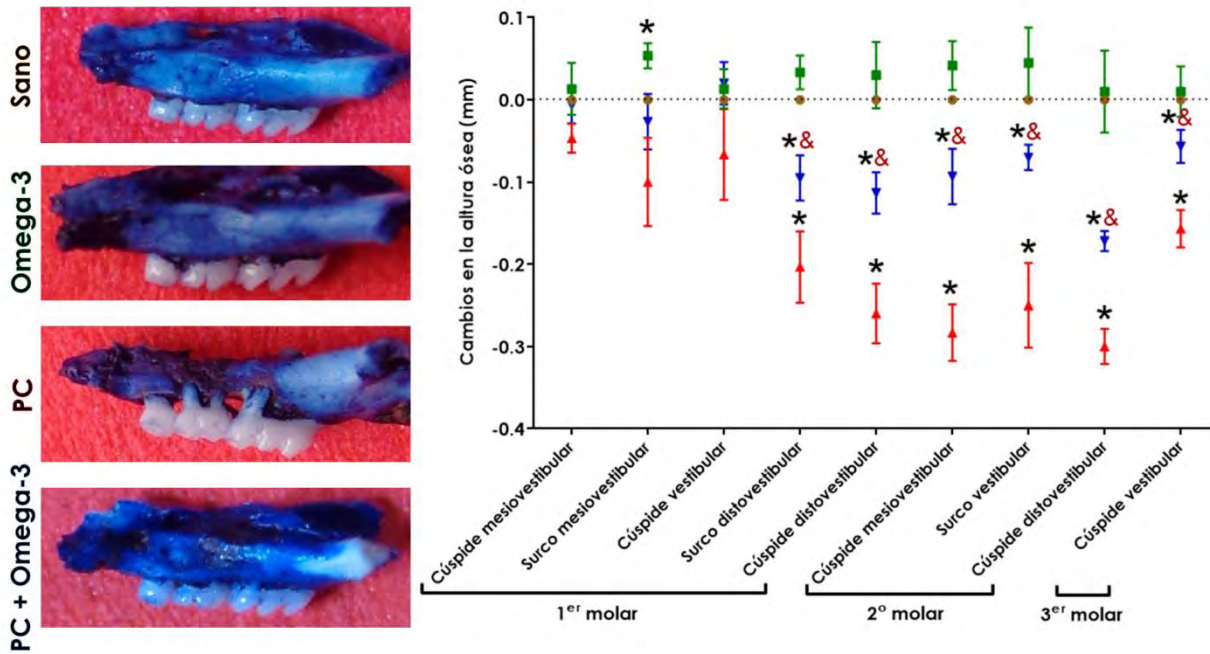 Sano
Omega-3
PC
PC + Omega-3
Cambios en la altura ósea (mm)
0.1
0.0
-0.1
-0.2
-0.3
-0.4
*
*&
*&
*&
*&
*&
*&
*
*
*
*
*
*
Cúspide mesiovestibular
Surco mesiovestibular
Cúspide vestibular
Surco distovestibular
Cúspide distovestibular
Cúspide mesiovestibular
Surco vestibular
Cúspide distovestibular
Cúspide vestibular
1er molar
2º molar
3er molar